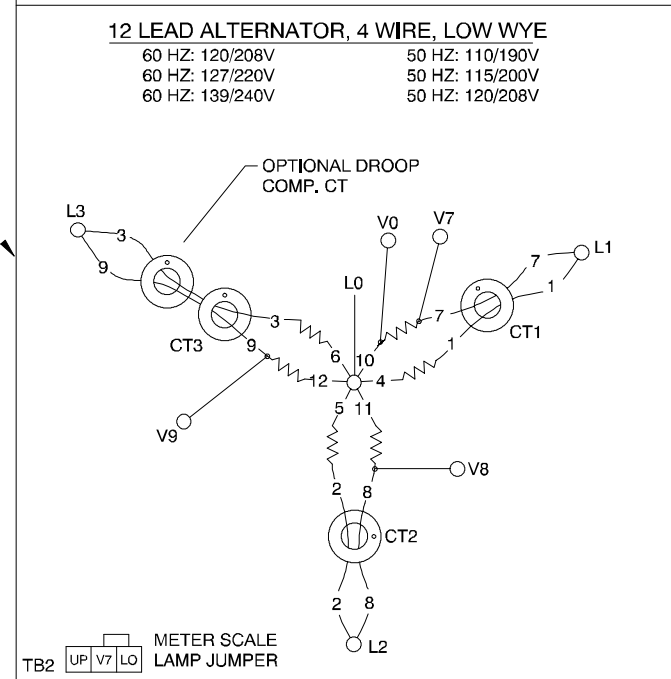 12 LEAD ALTERNATOR, 4 WIRE, LOW WYE
60 HZ: 120/208V 50 HZ: 110/190V
60 HZ: 127/220V 50 HZ: 115/200V
60 HZ: 139/240V 50 HZ: 120/208V
OPTIONAL DROOP
COMP. CT
L3
3
9
V0
V7
L0
L1
7
1
CT3
3
9
6
10
7
1
CT1
12
4
5
11
V9
V8
2
8
CT2
2
8
L2
TB2 UP V7 LO
METER SCALE
LAMP JUMPER